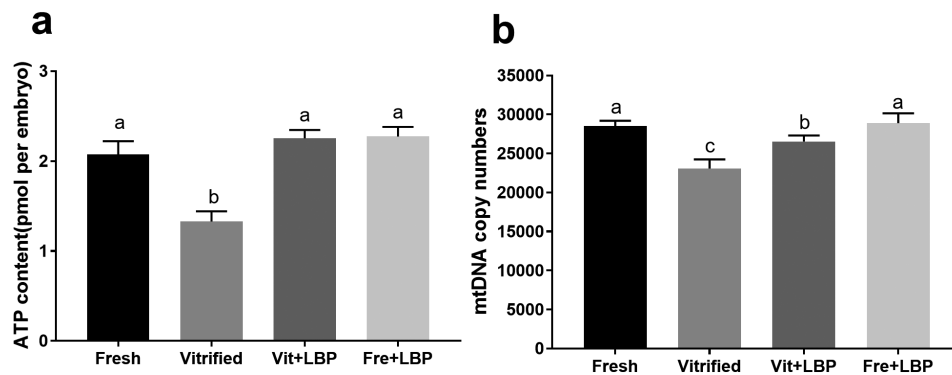 a
ATP content(pmol per embryo)
3
2
1
0
a
b
a
a
Fresh
Vitrified
Vit+LBP
Fre+LBP
b
mtDNA copy numbers
35000
30000
25000
20000
15000
10000
5000
0
a
c
b
a
Fresh
Vitrified
Vit+LBP
Fre+LBP